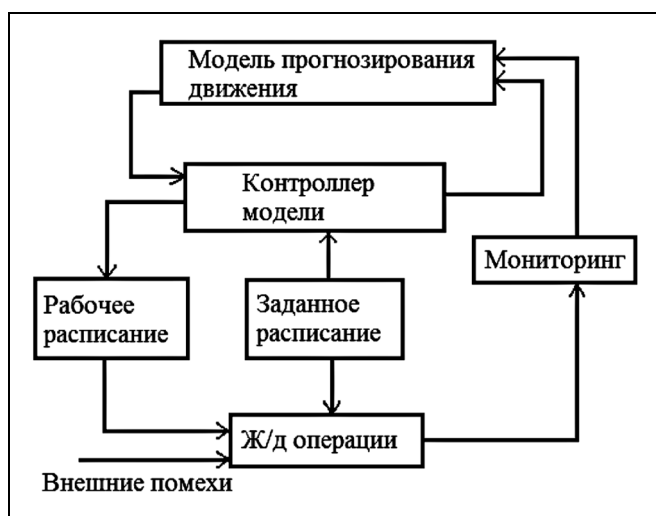 Модель прогнозирования
движения
Контроллер
модели
Мониторинг
Рабочее
расписание
Заданное
расписание
Ж/д операции
Внешние помехи